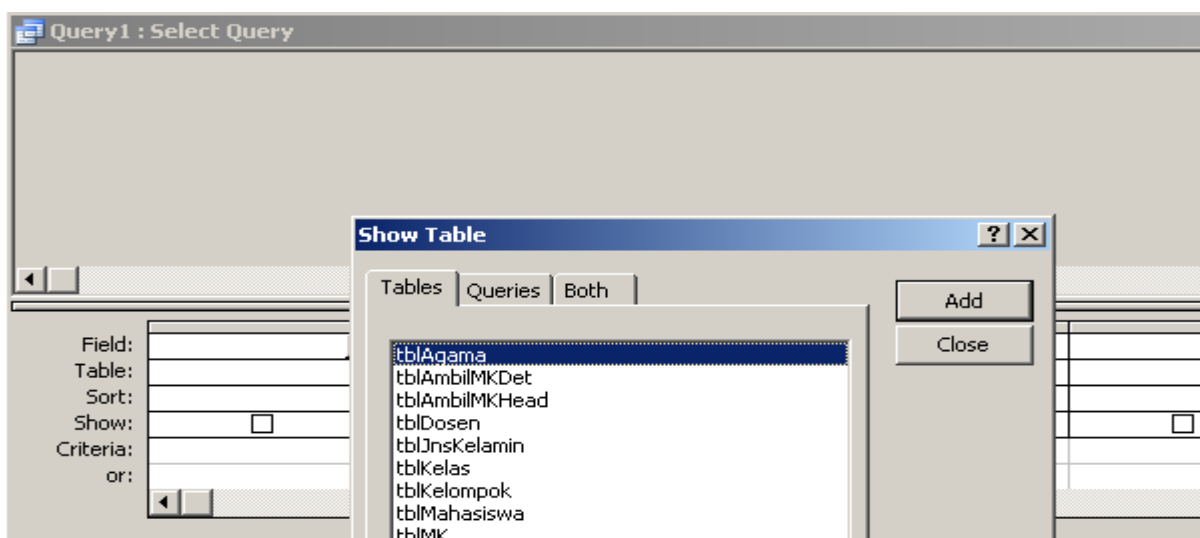 Query1 : Select Query
Show Table
Tables Queries Both
Add
Close
tblAgama
tblAmbilMKDet
tblAmbilMKHead
tblDosen
tblJnsKelamin
tblKelas
tblKelompok
tblMahasiswa
tblMK
Field:
Table:
Sort:
Show:
Criteria:
or: